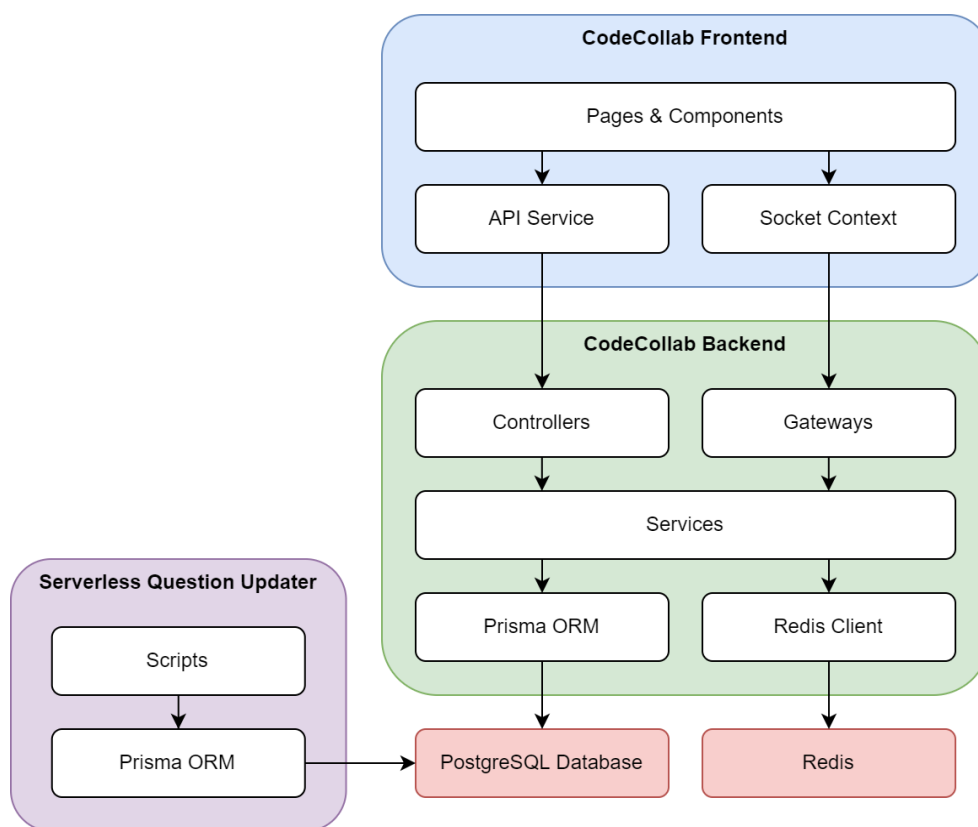 CodeCollab Frontend
Pages & Components
API Service
Socket Context
CodeCollab Backend
Controllers
Gateways
Services
Prisma ORM
Redis Client
Serverless Question Updater
Scripts
Prisma ORM
PostgreSQL Database
Redis